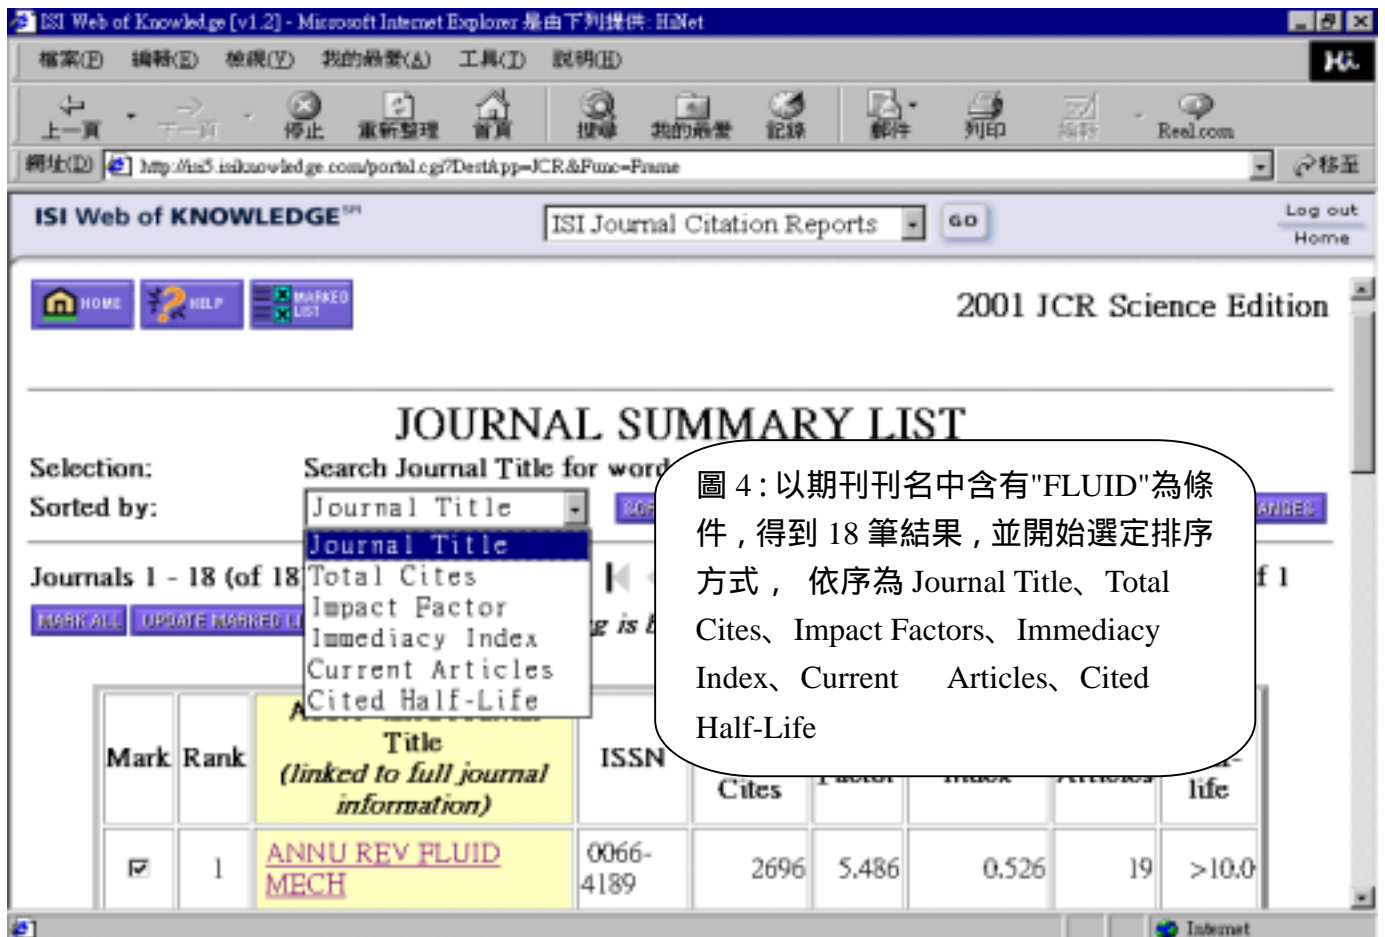 ISI Web of Knowledge [v1.2] - Microsoft Internet Explorer 是由下列提供: HiNet
檔案(F) 編輯(E) 檢視(V) 我的最愛(A) 工具(T) 説明(H)
上一頁 下一頁 停止 重新整理 首頁 搜尋 我的最愛 記錄 郵件 列印 編輯 Real.com
網址(D) http://isi5.isiknowledge.com/portal.cgi?DestApp=JCR&Func=Frame 移至
ISI Web of KNOWLEDGE SM ISI Journal Citation Reports GO Log out
Home
HOME HELP MARKED LIST 2001 JCR Science Edition
JOURNAL SUMMARY LIST
Selection: Search Journal Title for word
Sorted by: Journal Title
Journal Title
Total Cites
Impact Factor
Immediacy Index
Current Articles
Cited Half-Life
Journals 1 - 18 (of 18
MARK ALL UPDATE MARKED
圖 4 : 以期刊刊名中含有"FLUID"為條
件 , 得到 18 筆結果 , 並開始選定排序
方式 , 依序為 Journal Title、Total
Cites、Impact Factors、Immediacy
Index、Current Articles、Cited
Half-Life
Mark Rank Title (linked to full journal information) ISSN Cites Factor Index Articles life
1 ANNU REV FLUID MECH 0066-4189 2696 5.486 0.526 19 >10.0
Internet